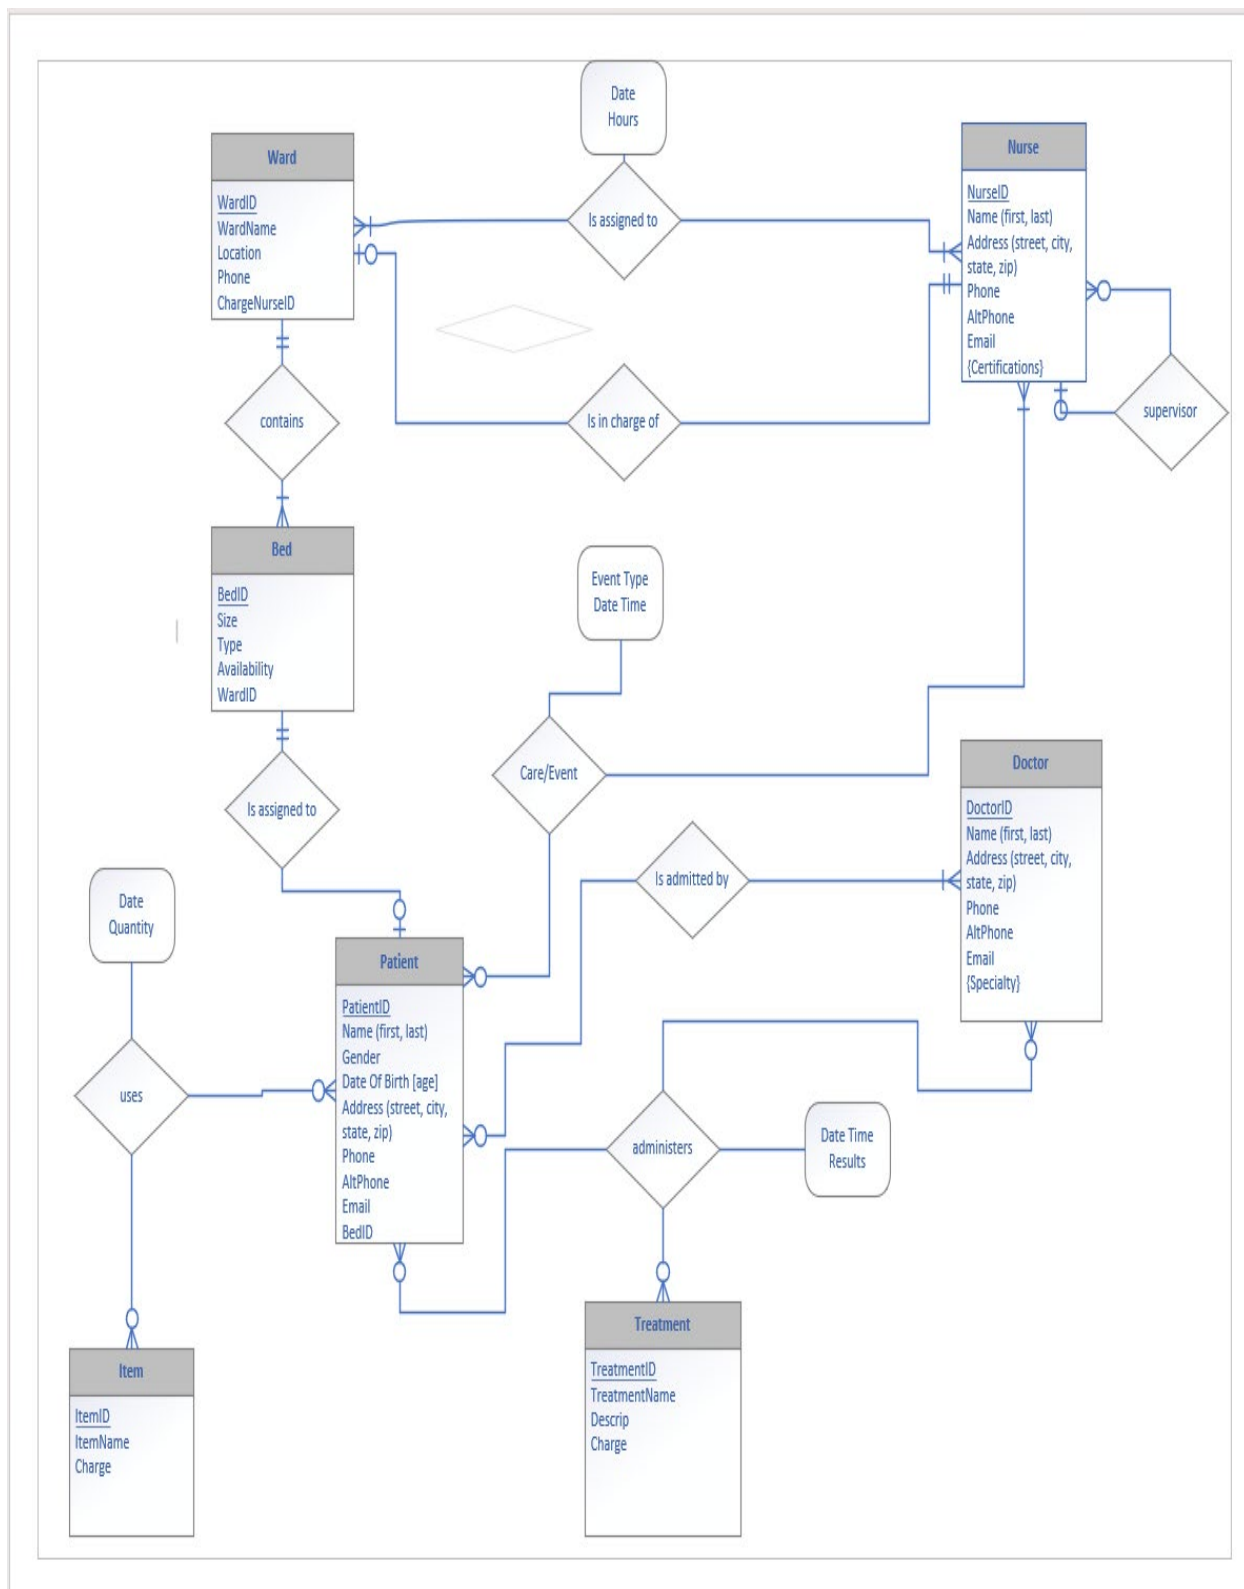 Date
Hours
Ward
WardID
WardName
Location
Phone
ChargeNurseID
Is assigned to
Nurse
NurseID
Name (first, last)
Address (street, city,
state, zip)
Phone
AltPhone
Email
{Certifications}
contains
Is in charge of
supervisor
Bed
BedID
Size
Type
Availability
WardID
Event Type
Date Time
Care/Event
Is assigned to
Doctor
DoctorID
Name (first, last)
Address (street, city,
state, zip)
Phone
AltPhone
Email
{Specialty}
Is admitted by
Date
Quantity
Patient
PatientID
Name (first, last)
Gender
Date Of Birth [age]
Address (street, city,
state, zip)
Phone
AltPhone
Email
BedID
uses
administers
Date Time
Results
Item
ItemID
ItemName
Charge
Treatment
TreatmentID
TreatmentName
Descrip
Charge